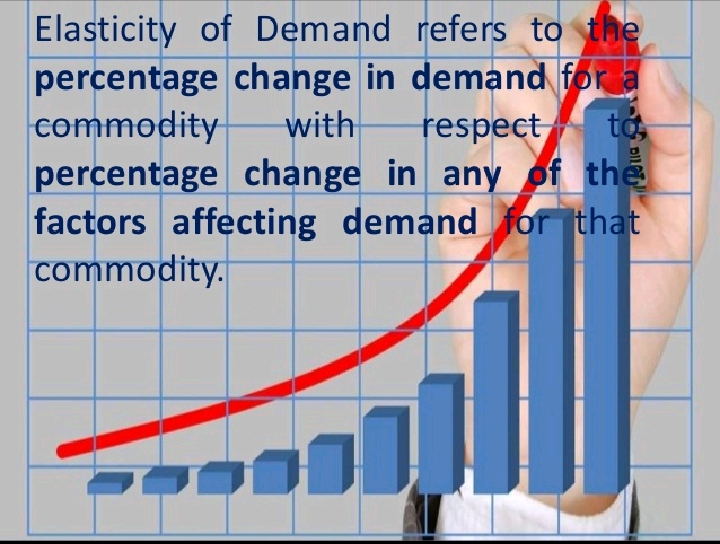 Elasticity of Demand refers to the
percentage change in demand for a
commodity with respect to
percentage change in any of the
factors affecting demand for that
commodity.